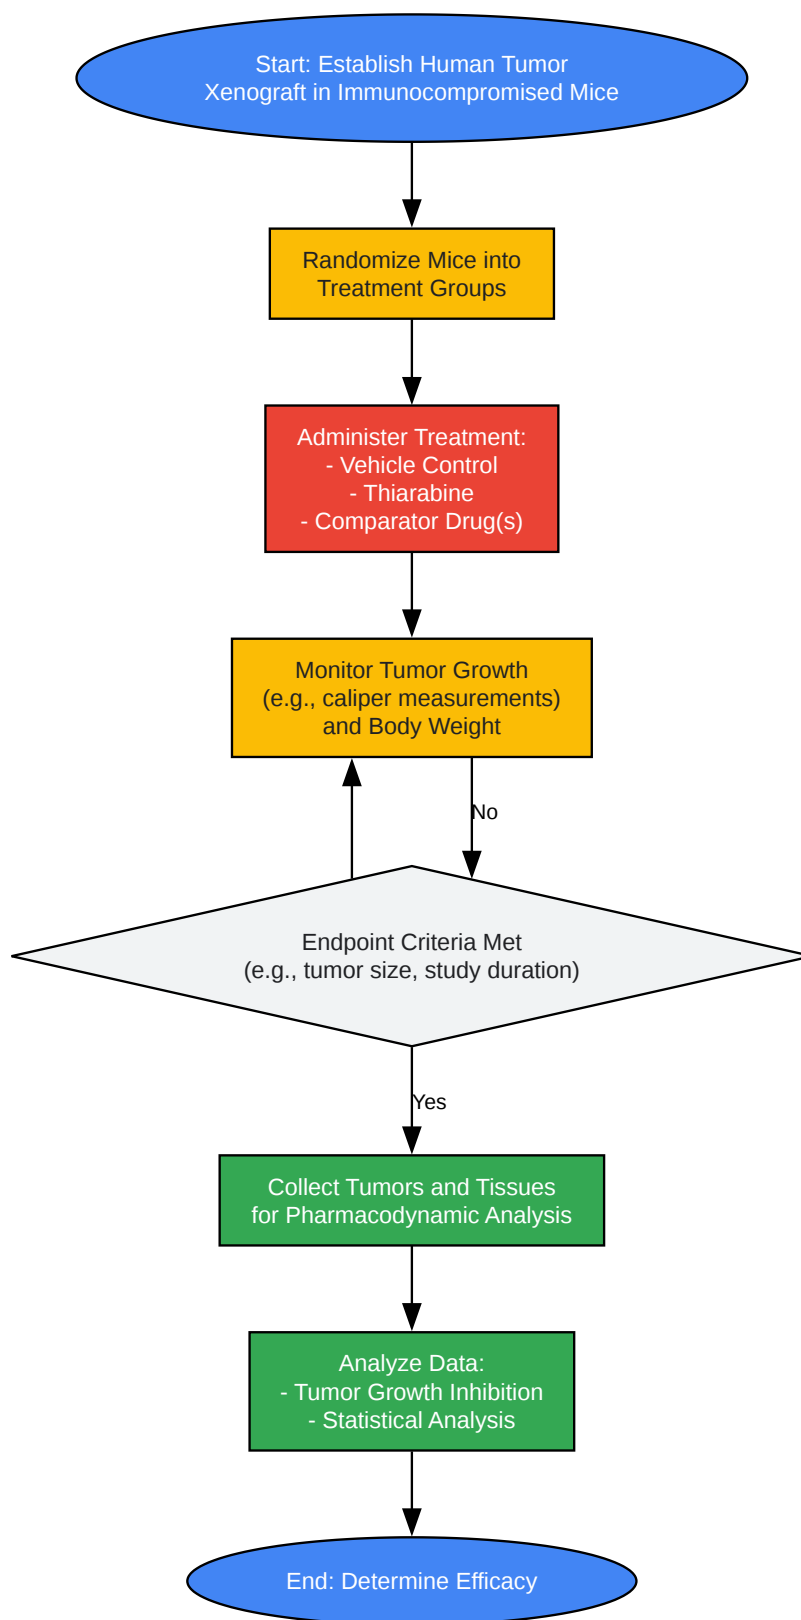 Start: Establish Human Tumor
Xenograft in Immunocompromised Mice
Randomize Mice into
Treatment Groups
Administer Treatment:
- Vehicle Control
- Thiarabine
- Comparator Drug(s)
Monitor Tumor Growth
(e.g., caliper measurements)
and Body Weight
No
Endpoint Criteria Met
(e.g., tumor size, study duration)
Yes
Collect Tumors and Tissues
for Pharmacodynamic Analysis
Analyze Data:
- Tumor Growth Inhibition
- Statistical Analysis
End: Determine Efficacy